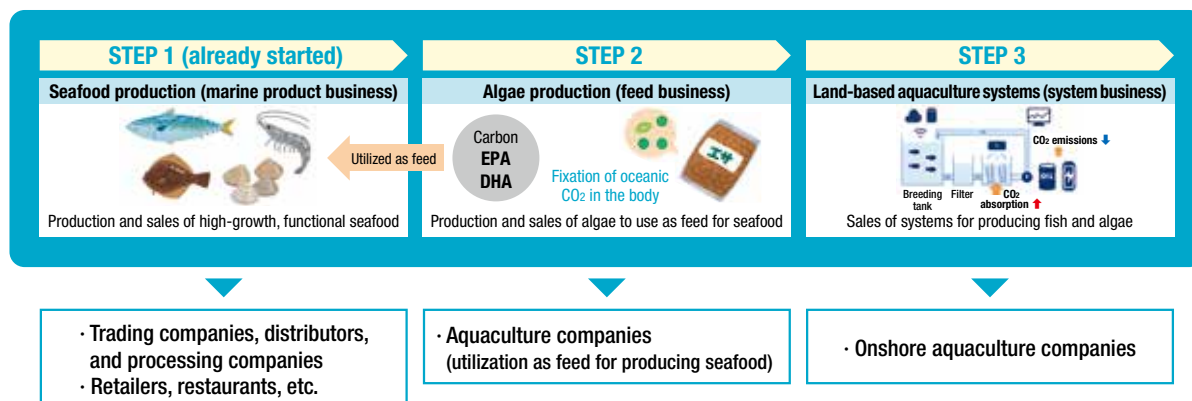 STEP 1 (already started)
Seafood production (marine product business)
Utilized as feed
Production and sales of high-growth, functional seafood
STEP 2
Algae production (feed business)
Carbon
EPA
DHA
Fixation of oceanic
CO2 in the body
エサ
Production and sales of algae to use as feed for seafood
STEP 3
Land-based aquaculture systems (system business)
CO2 emissions
OIL
Breeding
tank
Filter
CO2
absorption
Sales of systems for producing fish and algae
· Trading companies, distributors,
and processing companies
· Retailers, restaurants, etc.
· Aquaculture companies
(utilization as feed for producing seafood)
· Onshore aquaculture companies